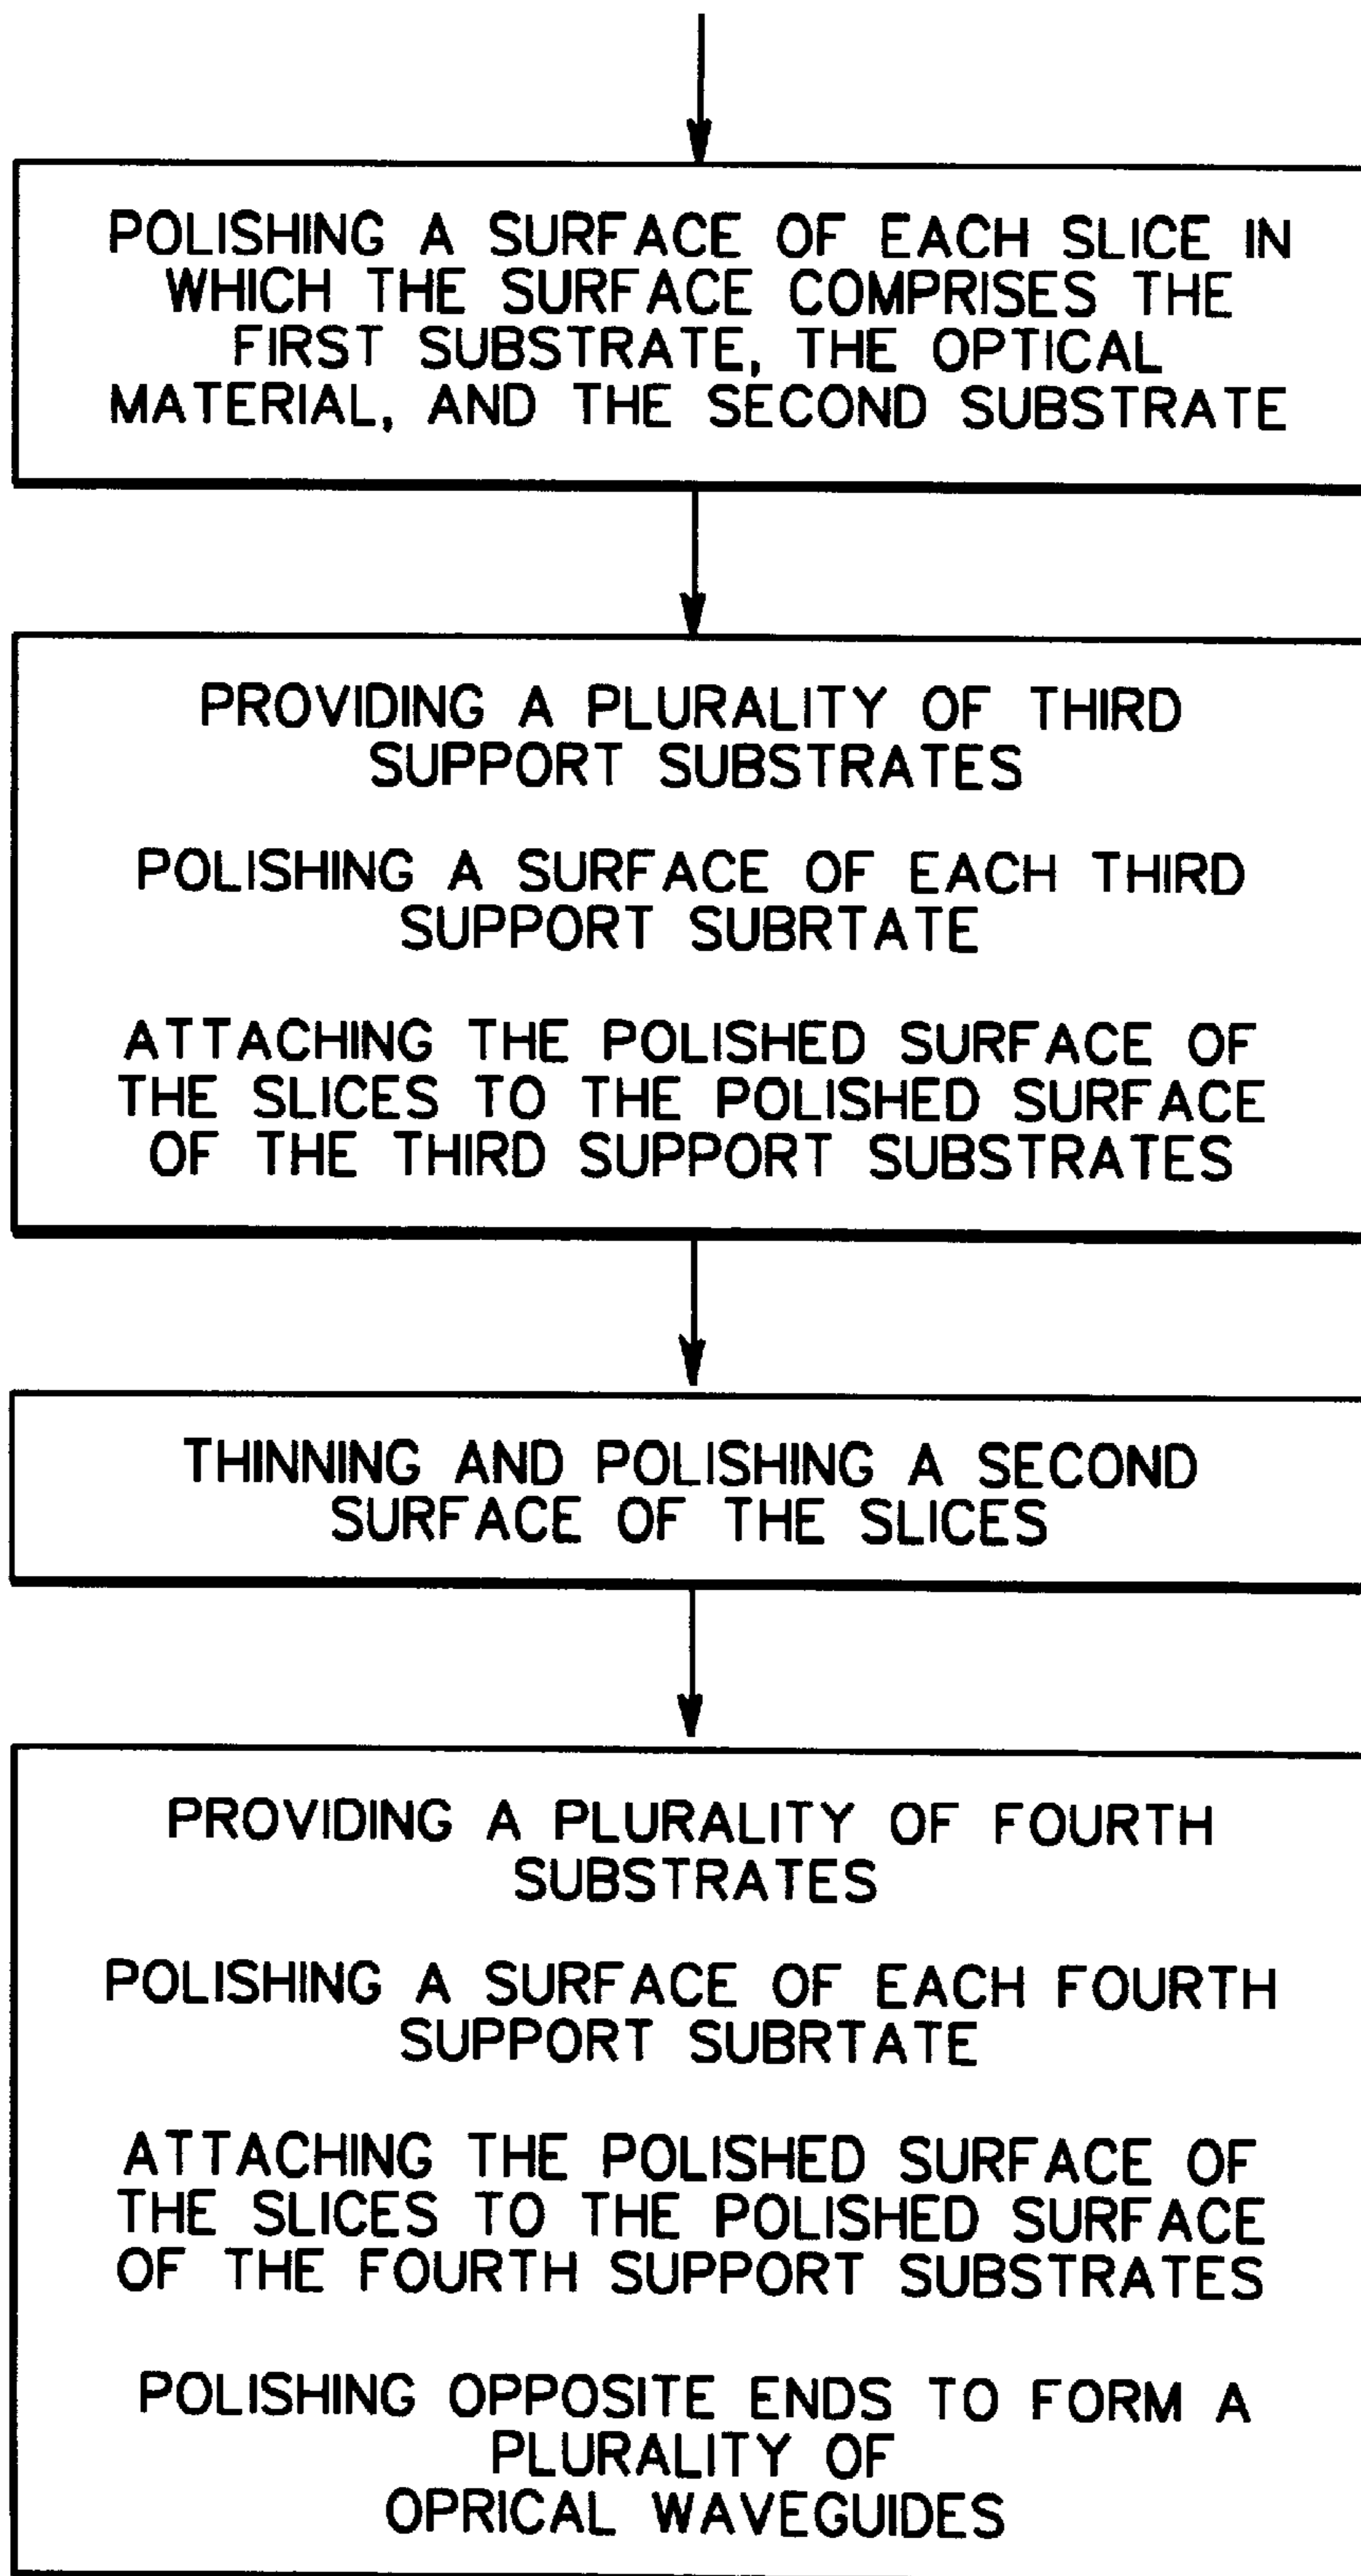 POLISHING A SURFACE OF EACH SLICE IN
WHICH THE SURFACE COMPRISES THE
FIRST SUBSTRATE, THE OPTICAL
MATERIAL, AND THE SECOND SUBSTRATE
PROVIDING A PLURALITY OF THIRD
SUPPORT SUBSTRATES
POLISHING A SURFACE OF EACH THIRD
SUPPORT SUBRTATE
ATTACHING THE POLISHED SURFACE OF
THE SLICES TO THE POLISHED SURFACE
OF THE THIRD SUPPORT SUBSTRATES
THINNING AND POLISHING A SECOND
SURFACE OF THE SLICES
PROVIDING A PLURALITY OF FOURTH
SUBSTRATES
POLISHING A SURFACE OF EACH FOURTH
SUPPORT SUBRTATE
ATTACHING THE POLISHED SURFACE OF
THE SLICES TO THE POLISHED SURFACE
OF THE FOURTH SUPPORT SUBSTRATES
POLISHING OPPOSITE ENDS TO FORM A
PLURALITY OF
OPRICAL WAVEGUIDES